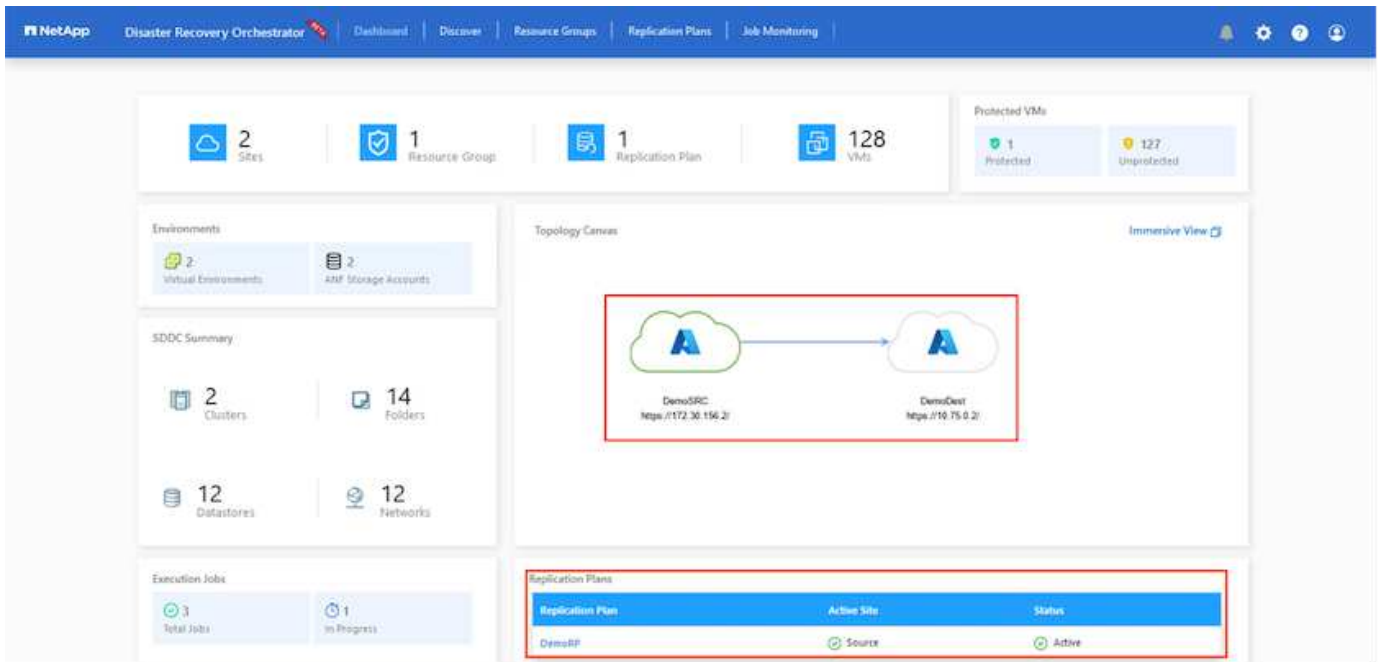 NetApp Disaster Recovery Orchestrator BETA Dashboard Discover Resource Groups Replication Plans Job Monitoring
2
Sites
1
Resource Group
1
Replication Plan
128
VMs
Protected VMs
1
Protected
127
Unprotected
Environments
2
Virtual Environments
2
ANF Storage Accounts
Topology Canvas
Immersive View
DemoSRC
https://172.30.156.2/
DemoDest
https://10.75.0.2/
SDDC Summary
2
Clusters
14
Folders
12
Datastores
12
Networks
Execution Jobs
3
Total Jobs
1
In Progress
Replication Plans
Replication Plan Active Site Status
DemoRP Source Active